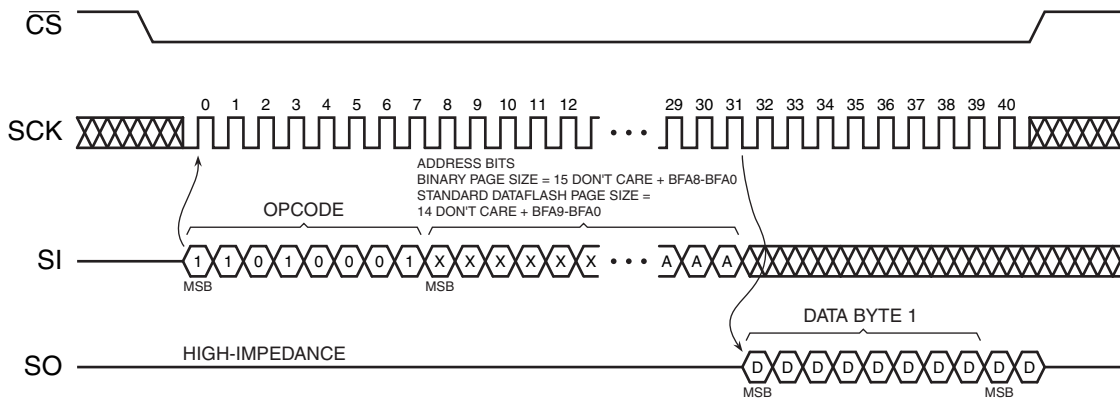 CS
SCK
0 1 2 3 4 5 6 7 8 9 10 11 12 29 30 31 32 33 34 35 36 37 38 39 40
ADDRESS BITS
BINARY PAGE SIZE = 15 DON'T CARE + BFA8-BFA0
STANDARD DATAFLASH PAGE SIZE =
14 DON'T CARE + BFA9-BFA0
OPCODE
SI
1 1 0 1 0 0 0 1 X X X X X X • • • A A A
MSB MSB
DATA BYTE 1
SO
HIGH-IMPEDANCE
D D D D D D D D D D
MSB MSB